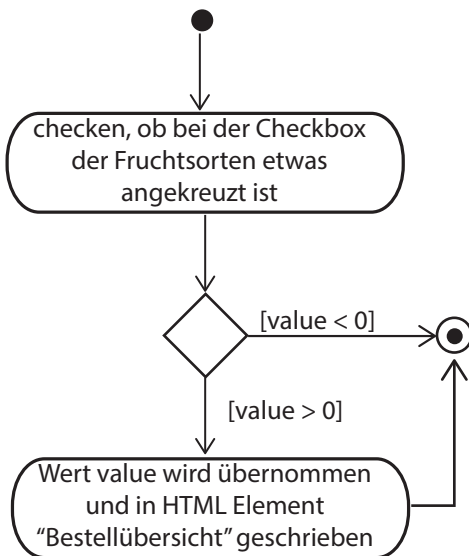 checken, ob bei der Checkbox
der Fruchtsorten etwas
angekreuzt ist
[value < 0]
[value > 0]
Wert value wird übernommen
und in HTML Element
“Bestellübersicht” geschrieben